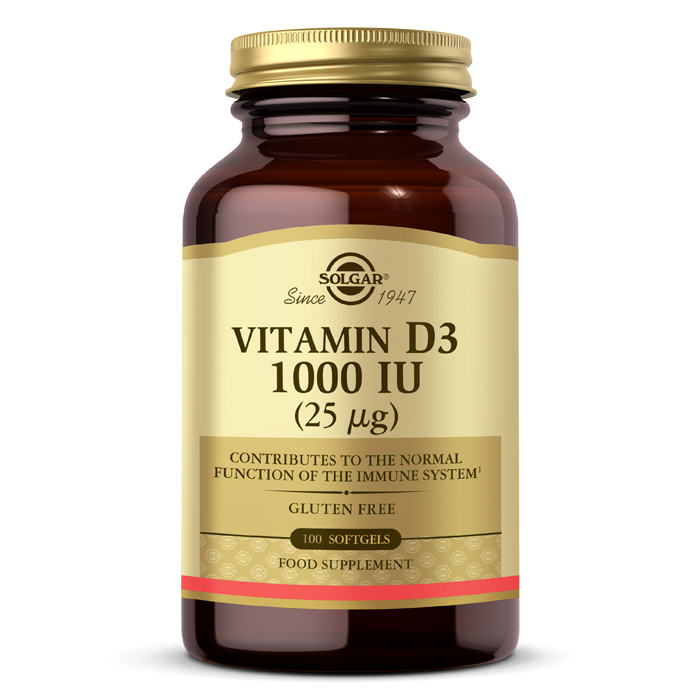 SOLGAR®
Since 1947
VITAMIN D3
1000 IU
(25 µg)
CONTRIBUTES TO THE NORMAL
FUNCTION OF THE IMMUNE SYSTEM¹
GLUTEN FREE
100 SOFTGELS
FOOD SUPPLEMENT